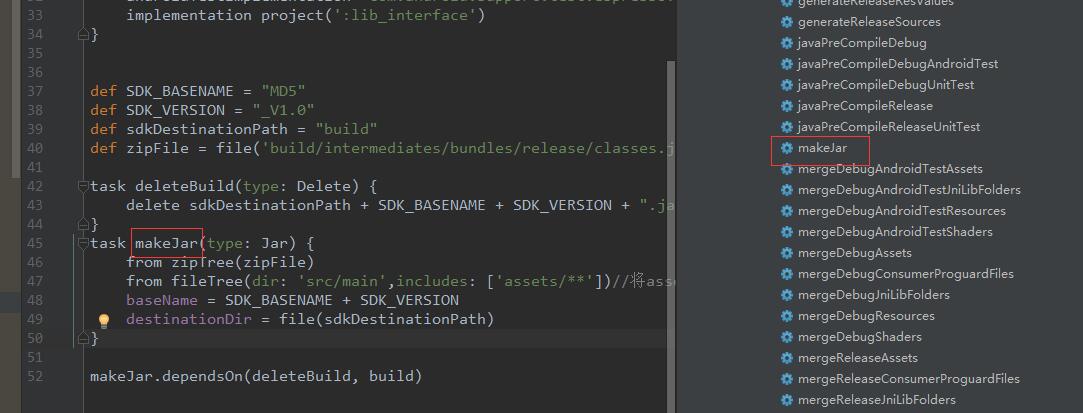 33 implementation project(':lib_interface')
34 }
35
36
37 def SDK_BASENAME = "MD5"
38 def SDK_VERSION = "_V1.0"
39 def sdkDestinationPath = "build"
40 def zipFile = file('build/intermediates/bundles/release/classes.j
41
42 task deleteBuild(type: Delete) {
43 delete sdkDestinationPath + SDK_BASENAME + SDK_VERSION + ".ja
44 }
45 task makeJar(type: Jar) {
46 from zipTree(zipFile)
47 from fileTree(dir: 'src/main',includes: ['assets/**'])//将ass
48 baseName = SDK_BASENAME + SDK_VERSION
49 destinationDir = file(sdkDestinationPath)
50 }
51
52 makeJar.dependsOn(deleteBuild, build)
generateReleaseResValues
generateReleaseSources
javaPreCompileDebug
javaPreCompileDebugAndroidTest
javaPreCompileDebugUnitTest
javaPreCompileRelease
javaPreCompileReleaseUnitTest
makeJar
mergeDebugAndroidTestAssets
mergeDebugAndroidTestJniLibFolders
mergeDebugAndroidTestResources
mergeDebugAndroidTestShaders
mergeDebugAssets
mergeDebugConsumerProguardFiles
mergeDebugJniLibFolders
mergeDebugResources
mergeDebugShaders
mergeReleaseAssets
mergeReleaseConsumerProguardFiles
mergeReleaseJniLibFolders